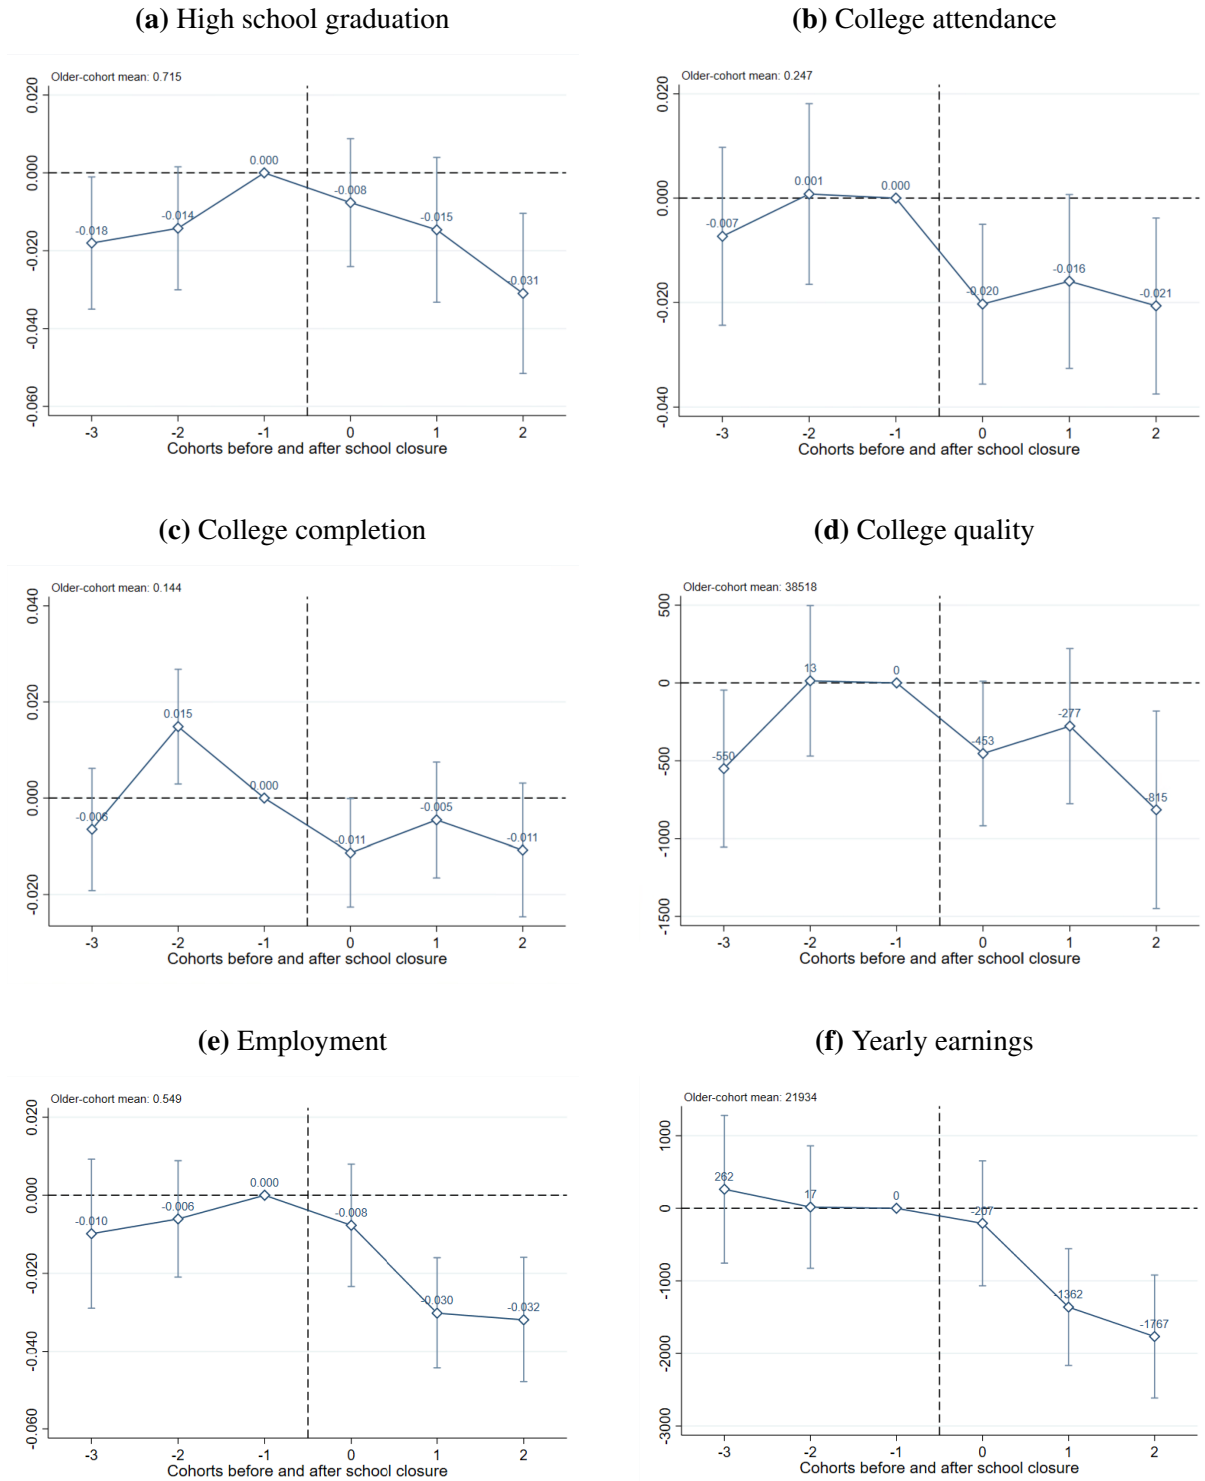 (a) High school graduation
Older-cohort mean: 0.715
0.020
0.000
-0.020
-0.040
-0.060
-0.018
-0.014
0.000
-0.008
-0.015
-0.031
-3 -2 -1 0 1 2
Cohorts before and after school closure
(b) College attendance
Older-cohort mean: 0.247
0.020
0.000
-0.020
-0.040
-0.007
0.001
0.000
-0.020
-0.016
-0.021
-3 -2 -1 0 1 2
Cohorts before and after school closure
(c) College completion
Older-cohort mean: 0.144
0.040
0.020
0.000
-0.020
-0.006
0.015
0.000
-0.011
-0.005
-0.011
-3 -2 -1 0 1 2
Cohorts before and after school closure
(d) College quality
Older-cohort mean: 38518
500
0
-500
-1000
-1500
-550
13
0
-453
-277
-815
-3 -2 -1 0 1 2
Cohorts before and after school closure
(e) Employment
Older-cohort mean: 0.549
0.020
0.000
-0.020
-0.040
-0.060
-0.010
-0.006
0.000
-0.008
-0.030
-0.032
-3 -2 -1 0 1 2
Cohorts before and after school closure
(f) Yearly earnings
Older-cohort mean: 21934
1000
0
-1000
-2000
-3000
262
17
0
-207
-1362
-1767
-3 -2 -1 0 1 2
Cohorts before and after school closure